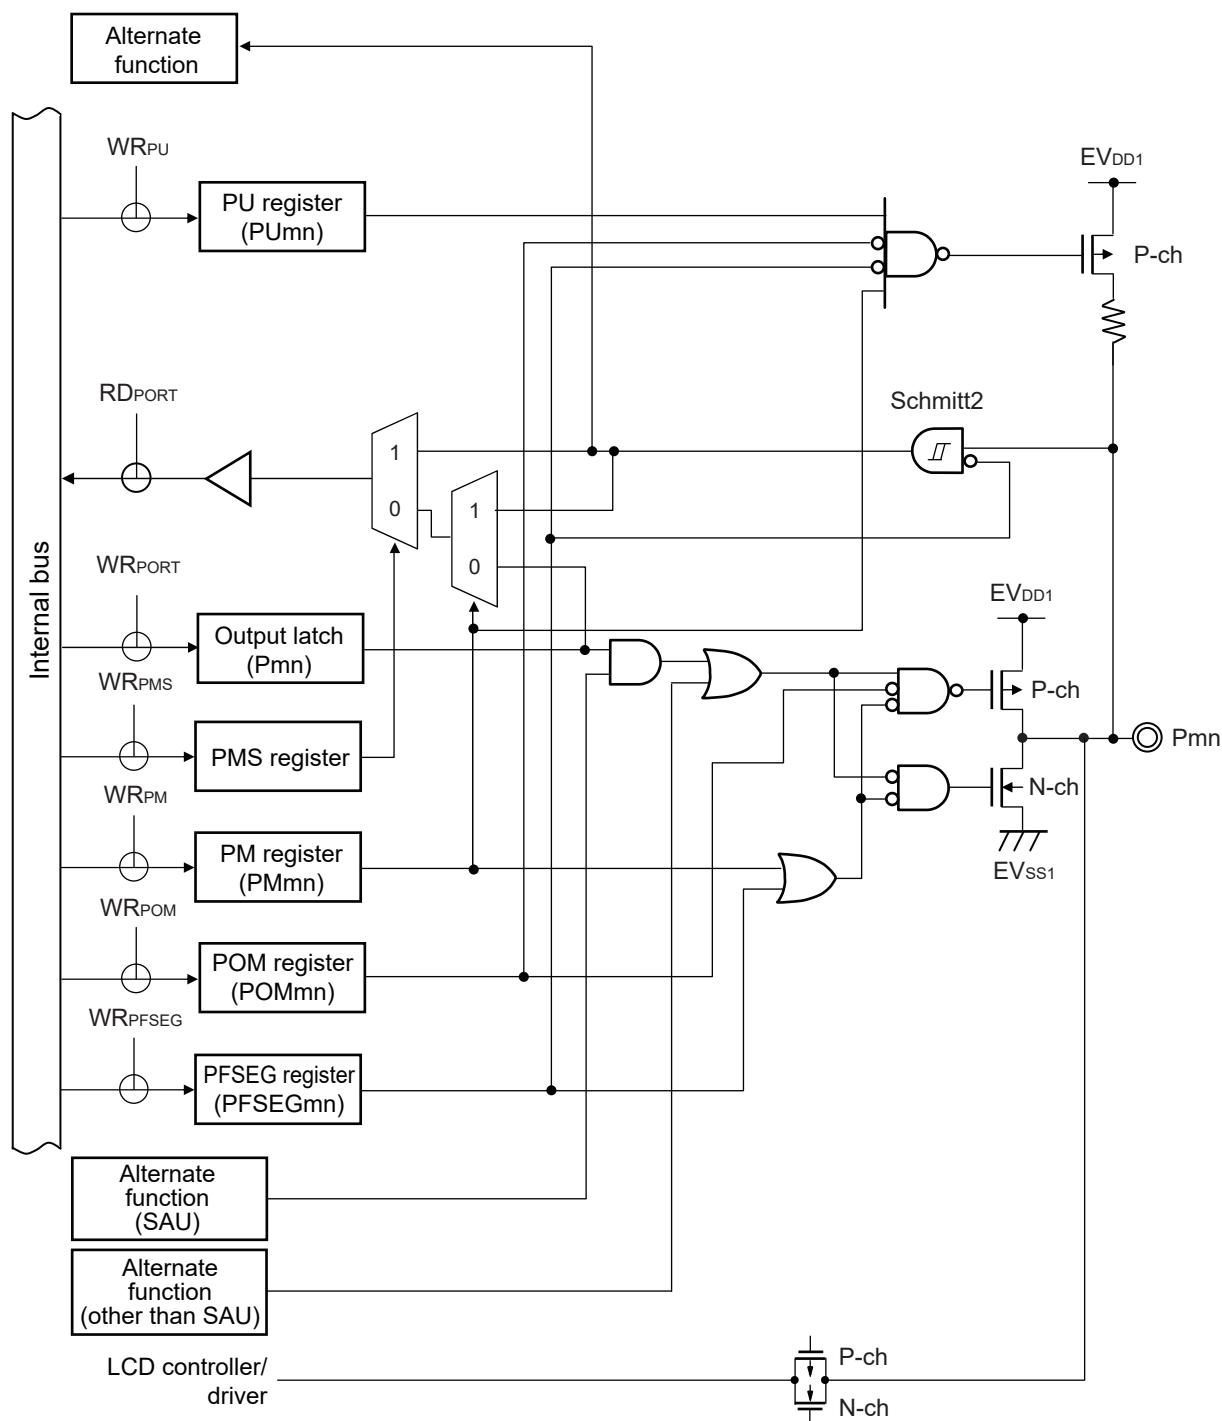 Alternate
function
WRPU
EVDD1
PU register
(PUmn)
P-ch
RDPORT
Schmitt2
1
0
1
0
Internal bus
WRPORT
EVDD1
Output latch
(Pmn)
WRPMS
P-ch
Pmn
PMS register
N-ch
WRPM
PM register
(PMmn)
EVSS1
WRPOM
POM register
(POMmn)
WRPFSEG
PFSEG register
(PFSEGmn)
Alternate
function
(SAU)
Alternate
function
(other than SAU)
LCD controller/
driver
P-ch
N-ch